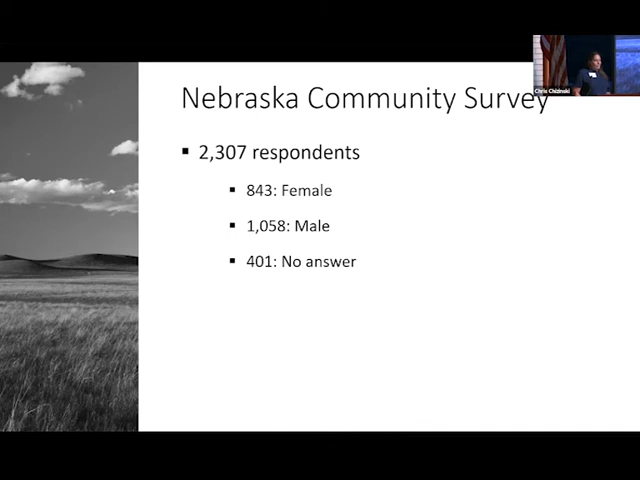 Nebraska Community Survey
Chris Chizinski
▪ 2,307 respondents
▪ 843: Female
▪ 1,058: Male
▪ 401: No answer